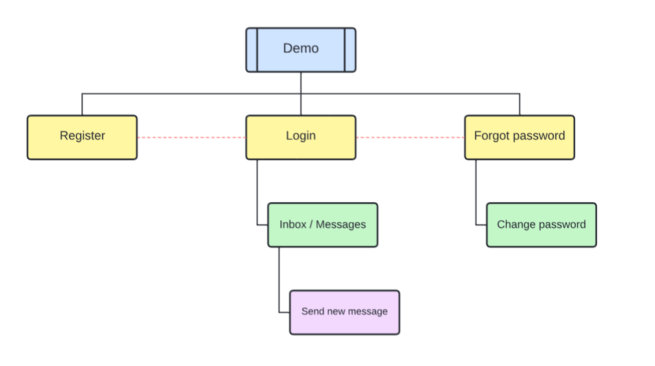 Demo
Register
Login
Forgot password
Inbox / Messages
Change password
Send new message